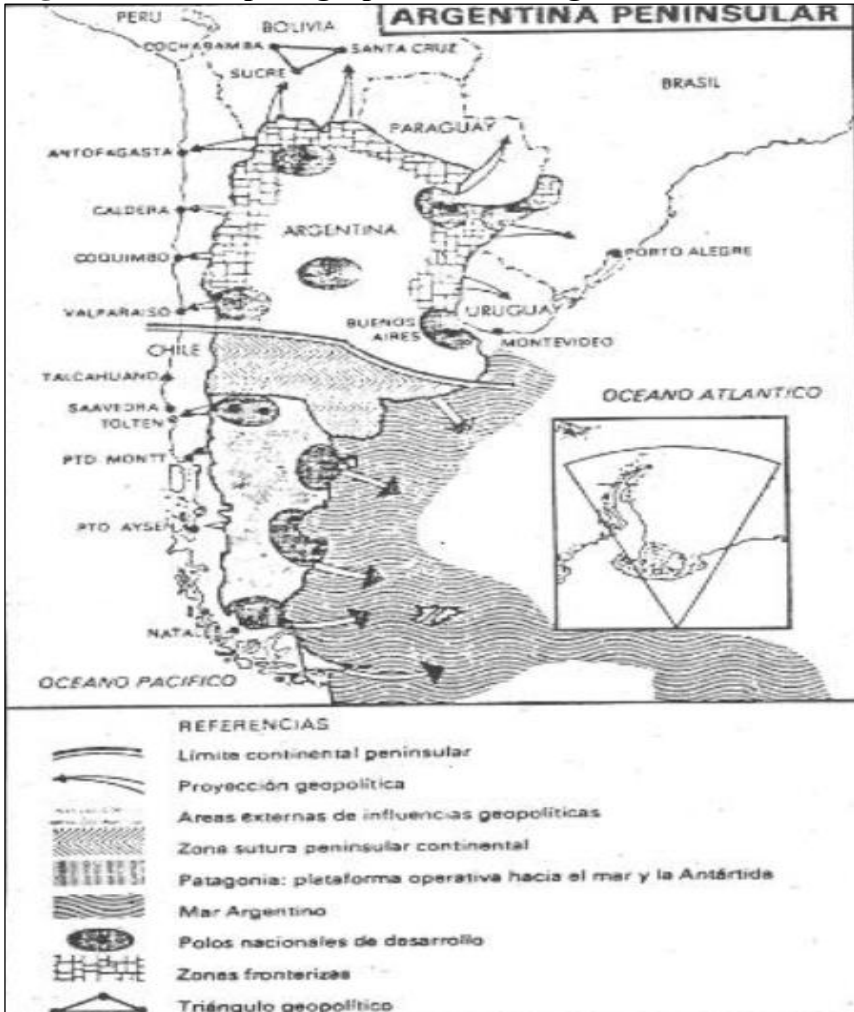 ARGENTINA PENINSULAR
PERU
BOLIVIA
COCHABAMBA
SANTA CRUZ
SUCRE
BRASIL
PARAGUAY
ANTOFAGASTA
CALDERA
ARGENTINA
COQUIMBO
PORTO ALEGRE
VALPARAISO
URUGUAY
BUENOS
AIRES
MONTEVIDEO
CHILE
TALCAHUANO
OCEANO ATLANTICO
SAAVEDRA
TOLTEN
PTO MONTT
PTO AYSEN
OCEANO PACIFICO
REFERENCIAS
Límite continental peninsular
Proyección geopolítica
Areas externas de influencias geopolíticas
Zona sutura peninsular continental
Patagonia: plataforma operativa hacia el mar y la Antártida
Mar Argentino
Polos nacionales de desarrollo
Zonas fronterizas
Triángulo geopolítico